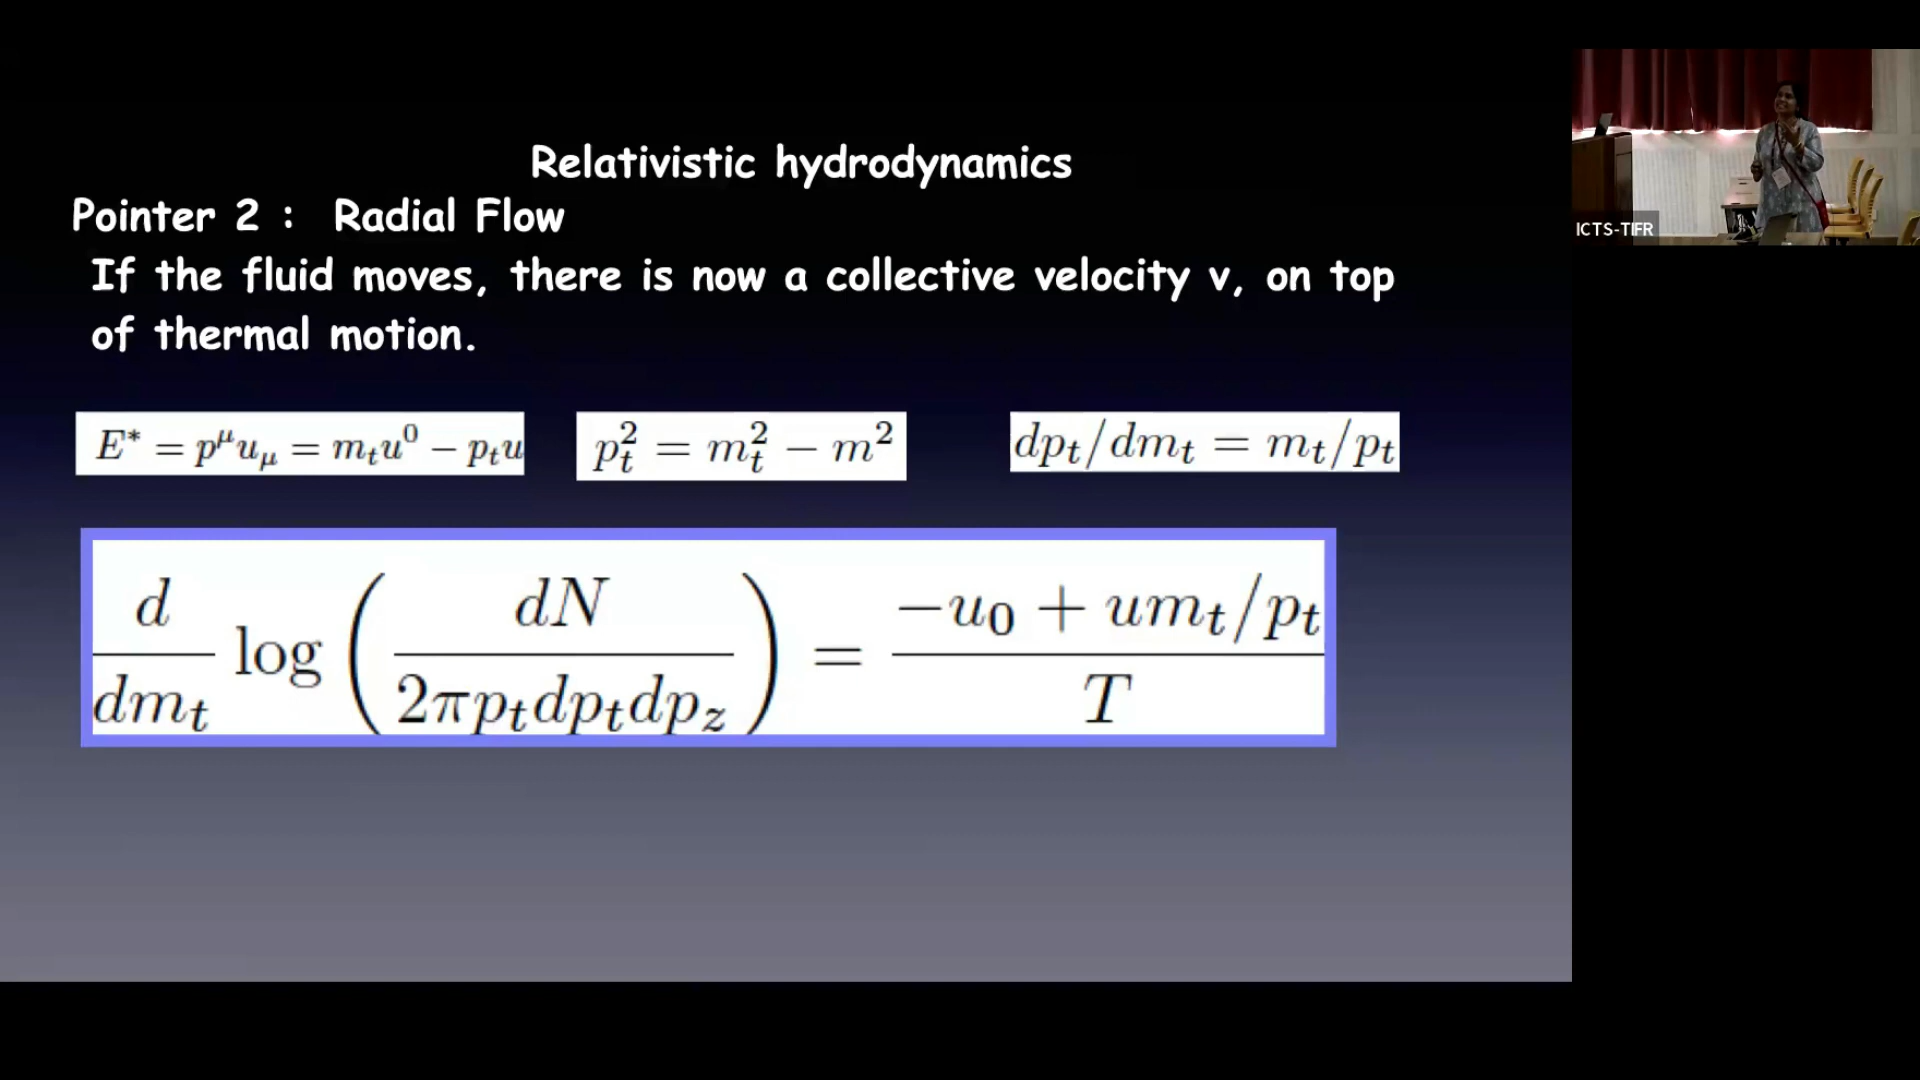 Relativistic hydrodynamics
Pointer 2 : Radial Flow
If the fluid moves, there is now a collective velocity v, on top
of thermal motion.
E* = p^μ u_μ = m_t u^0 − p_t u
p_t^2 = m_t^2 − m^2
dp_t/dm_t = m_t/p_t
d/dm_t log ( dN / 2πp_t dp_t dp_z ) = −u_0 + um_t/p_t / T
ICTS-TIFR